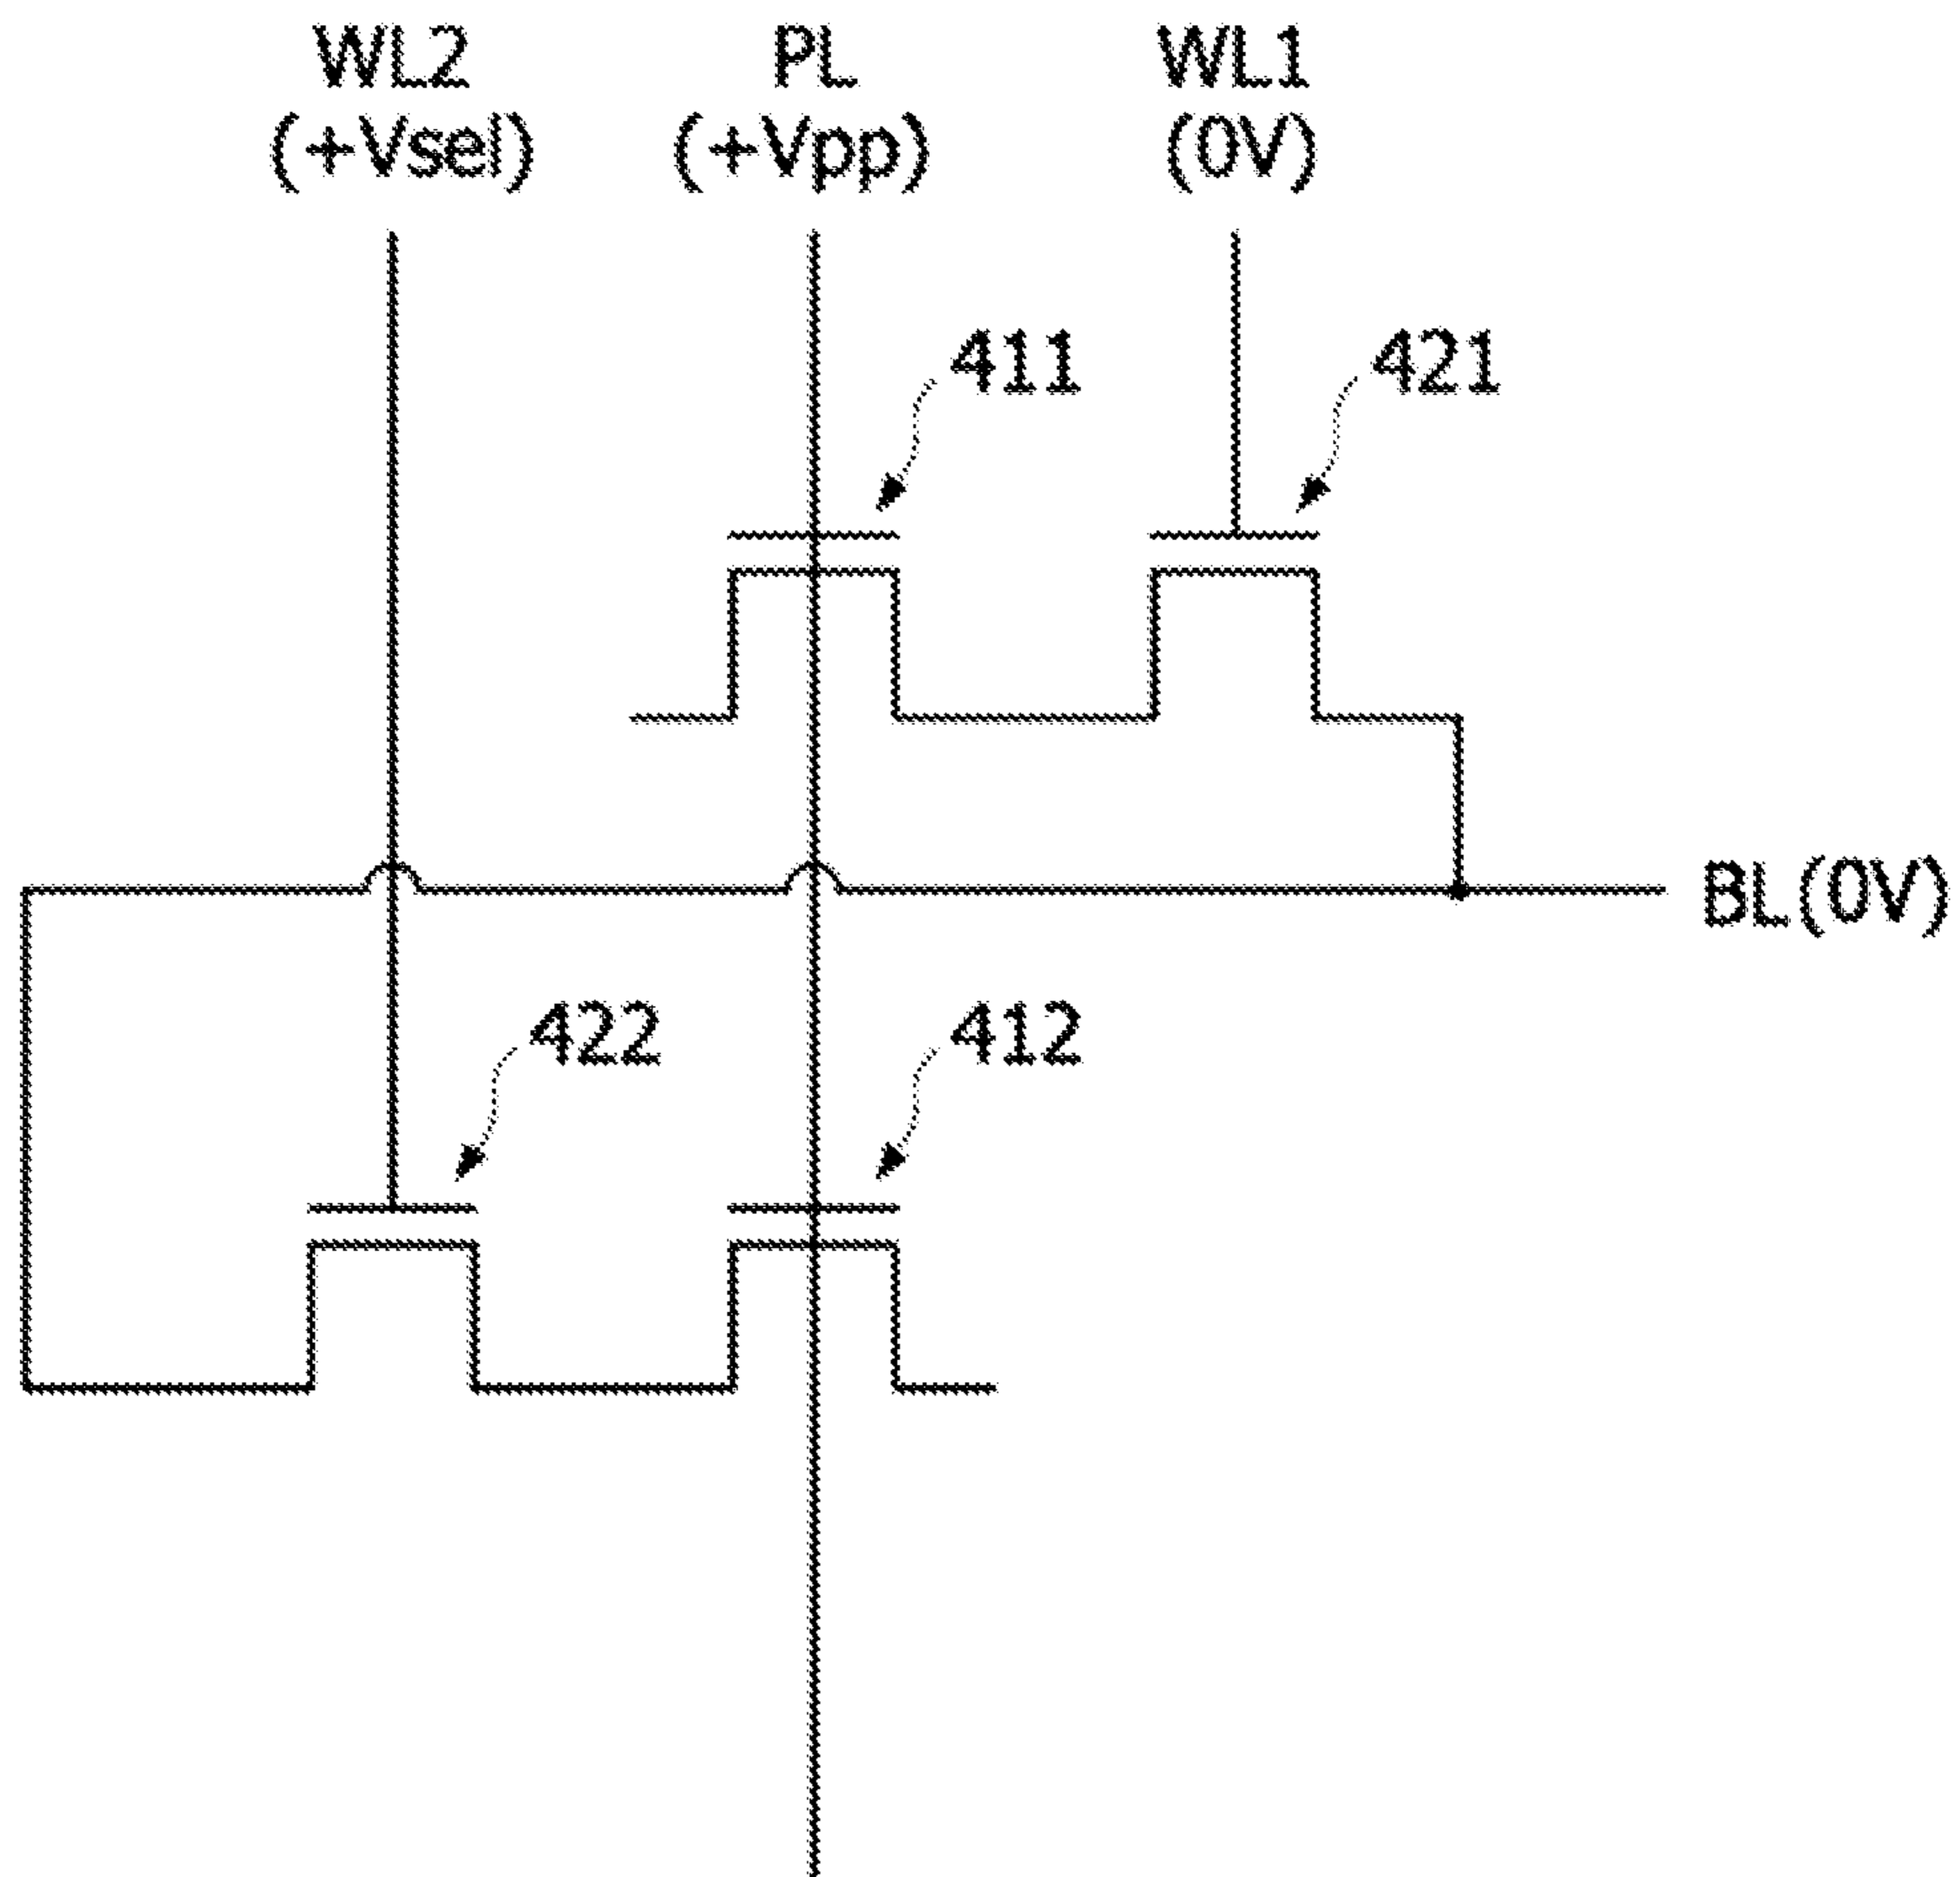 WL2
(+Vsel)
PL
(+Vpp)
WL1
(0V)
411
421
BL(0V)
422
412